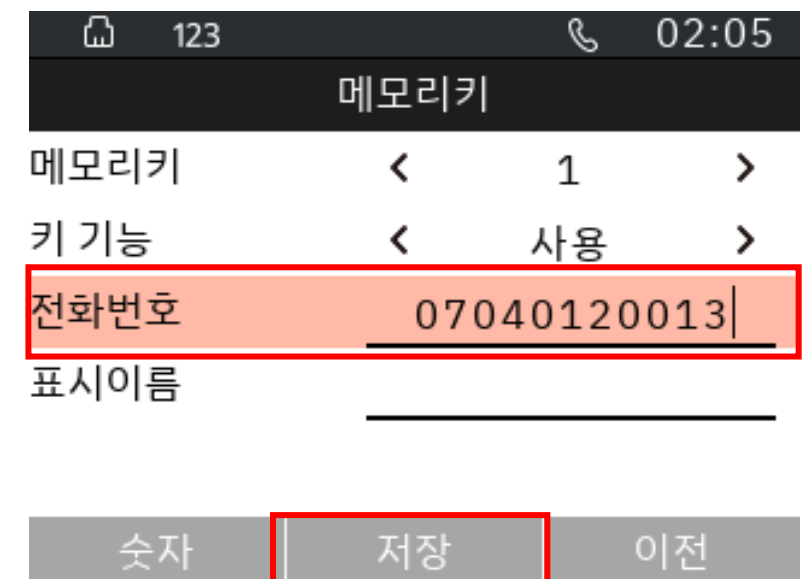 123 02:05
메모리키
메모리키 < 1 >
키 기능 < 사용 >
전화번호 07040120013
표시이름
숫자 저장 이전